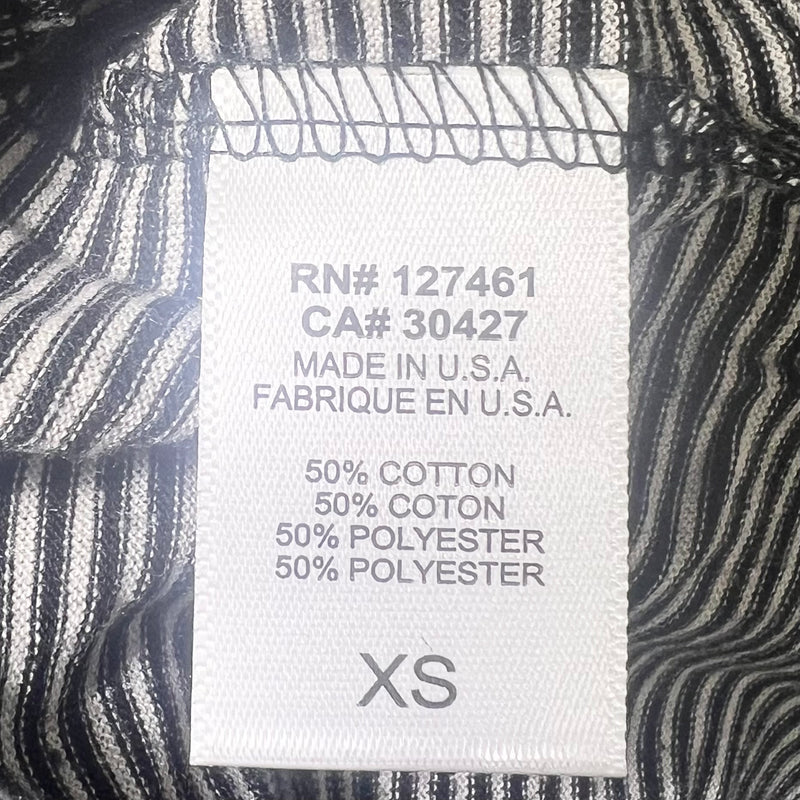 RN# 127461
CA# 30427
MADE IN U.S.A.
FABRIQUE EN U.S.A.
50% COTTON
50% COTON
50% POLYESTER
50% POLYESTER
XS